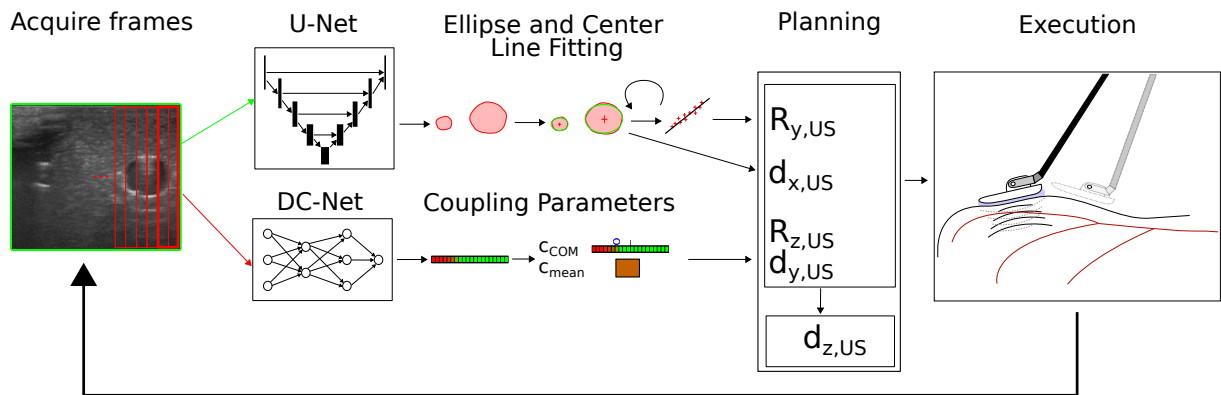 Acquire frames
U-Net
Ellipse and Center
Line Fitting
Planning
Execution
R_y,US
d_x,US
DC-Net
Coupling Parameters
c_COM
c_mean
R_z,US
d_y,US
d_z,US